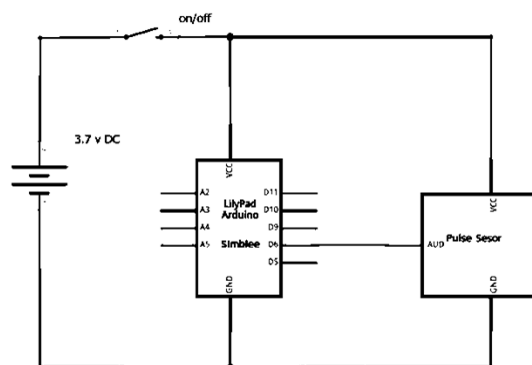 on/off
3.7 v DC
VCC
LilyPad
Arduino
Simblee
A2
A3
A4
A5
D11
D10
D9
D6
D5
GND
VCC
Pulse Sesor
AUD
GND